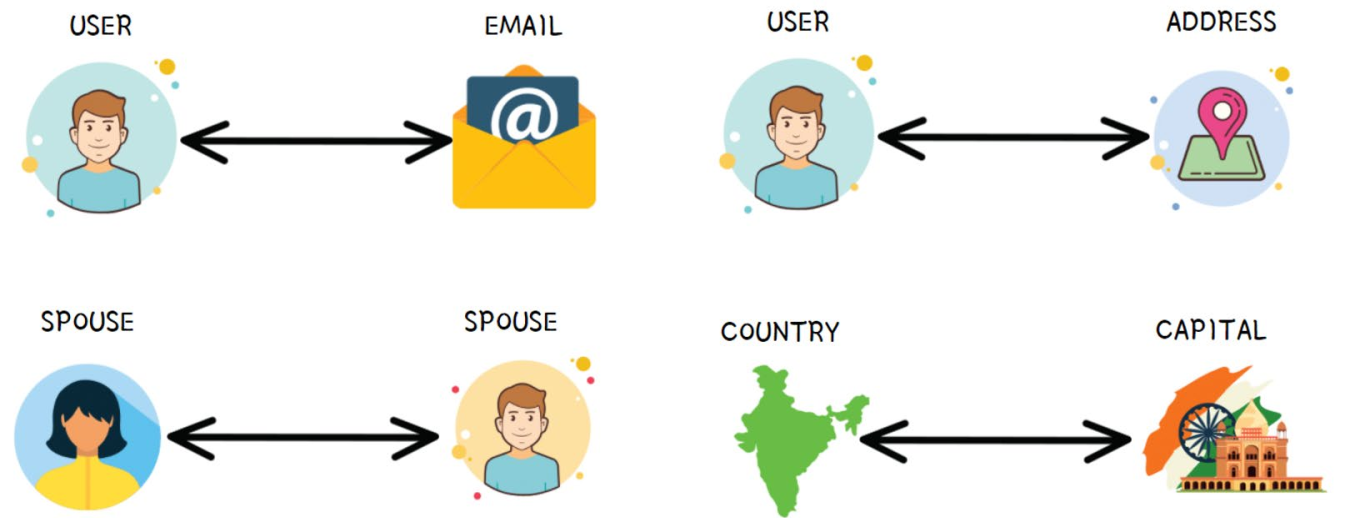 USER
EMAIL
USER
ADDRESS
SPOUSE
SPOUSE
COUNTRY
CAPITAL